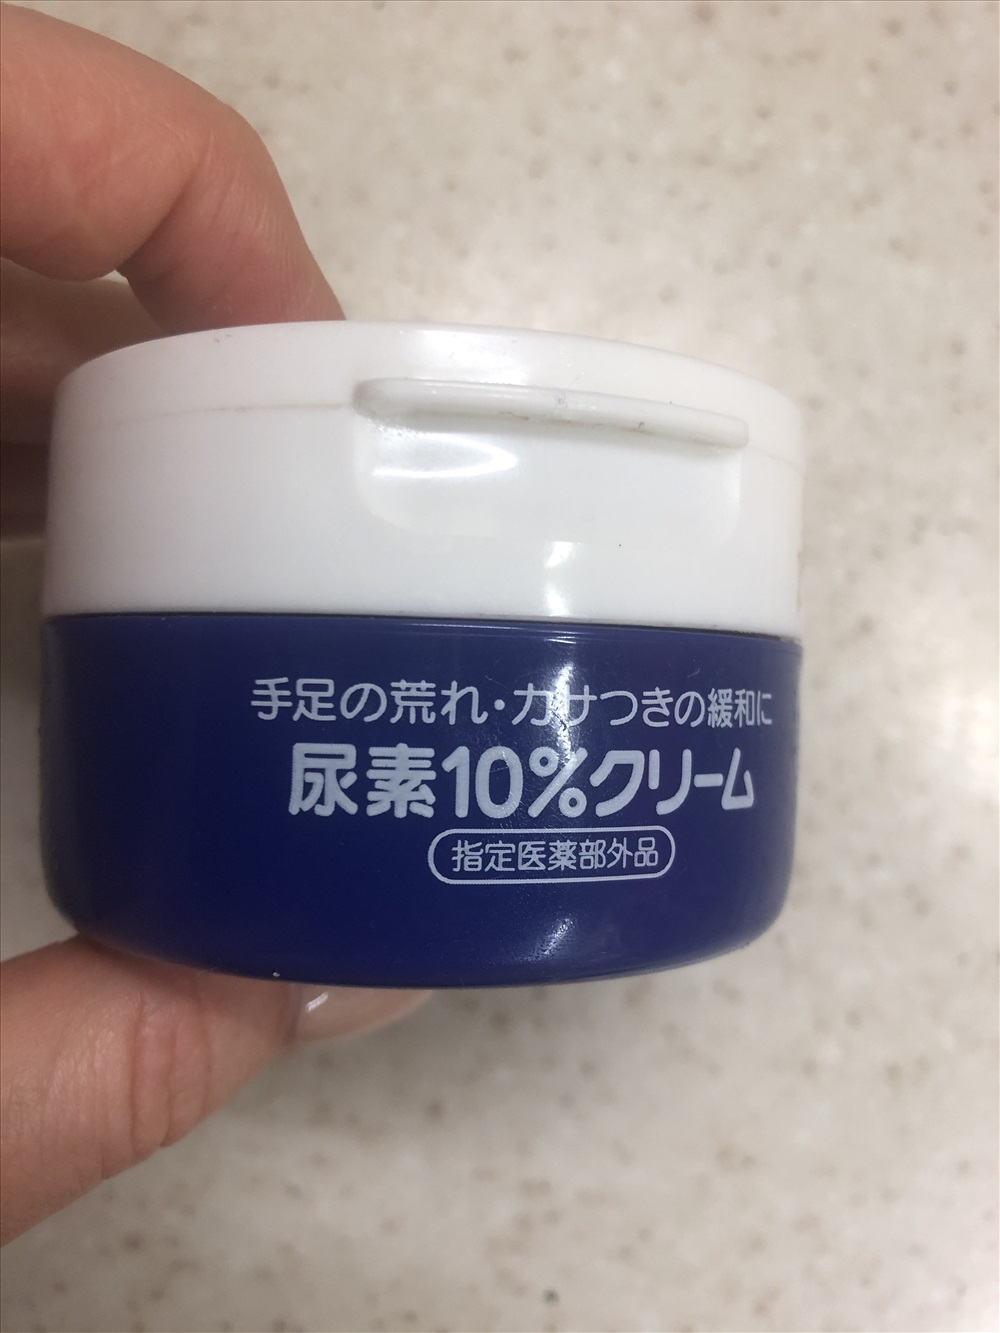 手足の荒れ・カサつきの緩和に
尿素10%クリーム
指定医薬部外品